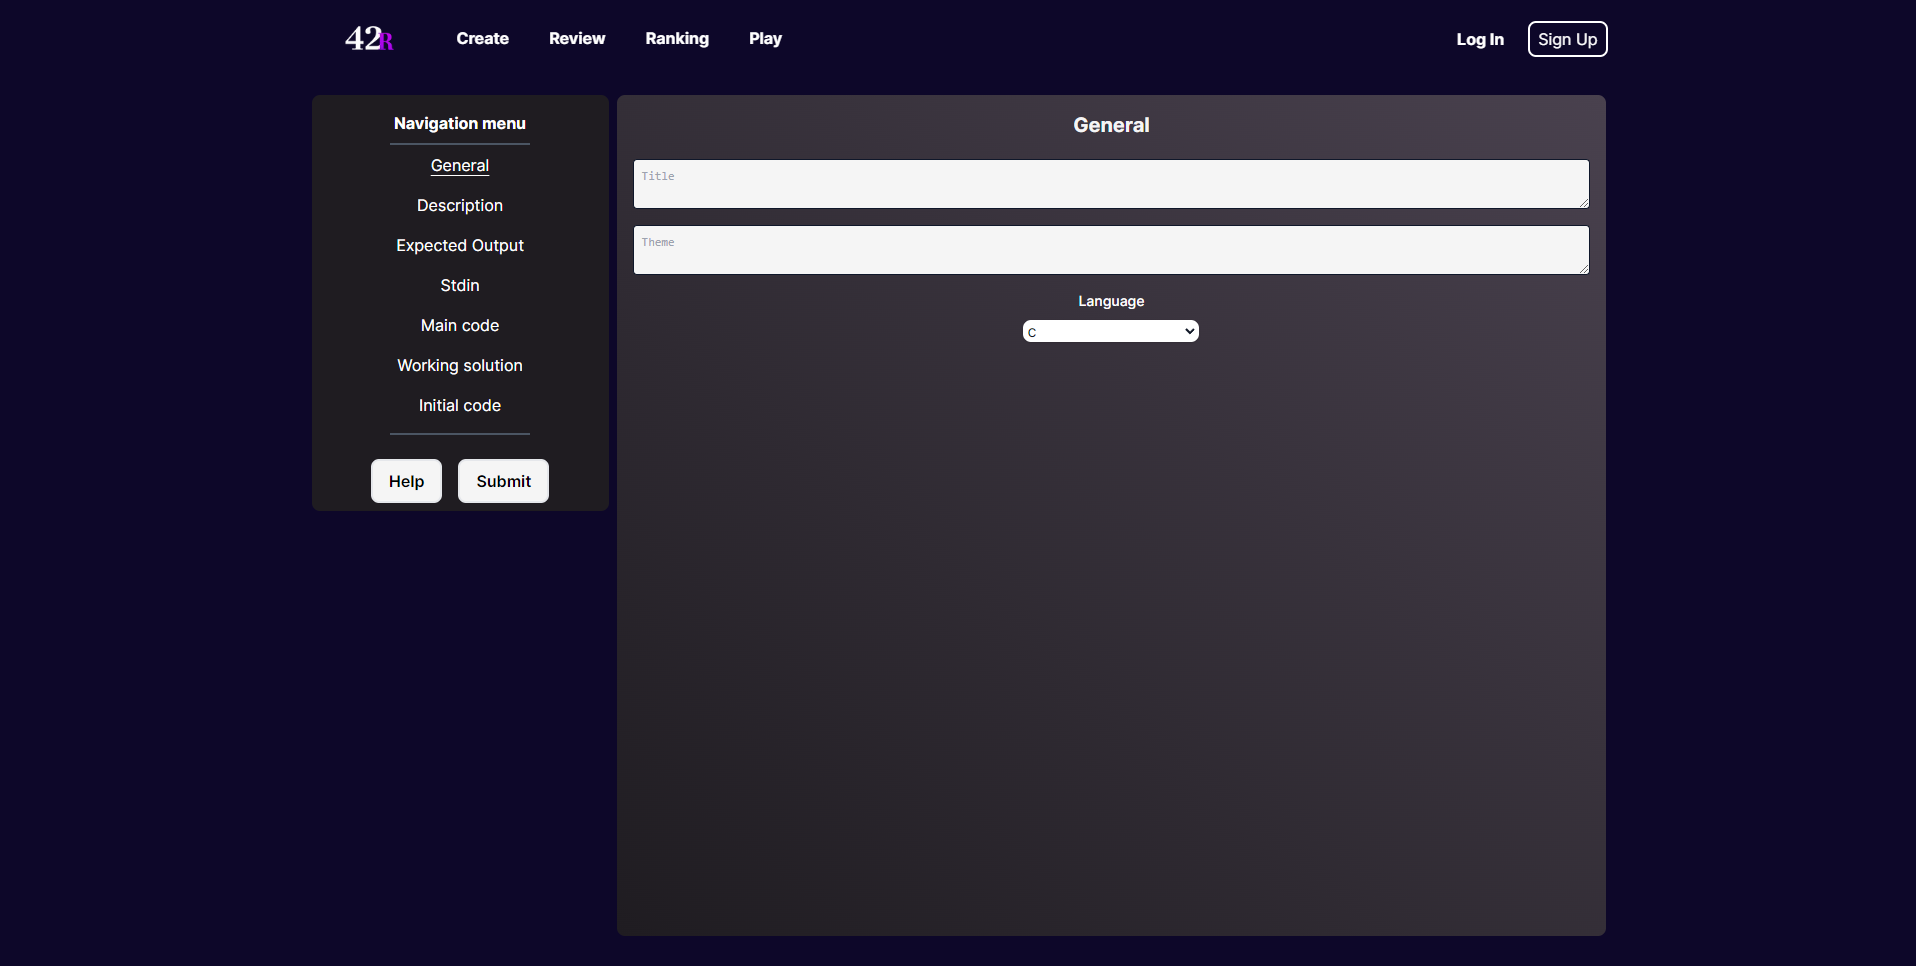 42R
Create Review Ranking Play
Log In Sign Up
Navigation menu
General
Description
Expected Output
Stdin
Main code
Working solution
Initial code
Help Submit
General
Title
Theme
Language
C